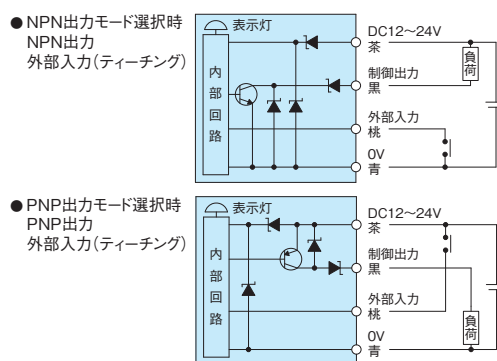 ●NPN出力モード選択時
NPN出力
外部入力(ティーチング)
表示灯
内部回路
DC12〜24V
茶
制御出力
黒
外部入力
桃
0V
青
負荷
●PNP出力モード選択時
PNP出力
外部入力(ティーチング)
表示灯
内部回路
DC12〜24V
茶
制御出力
黒
外部入力
桃
0V
青
負荷